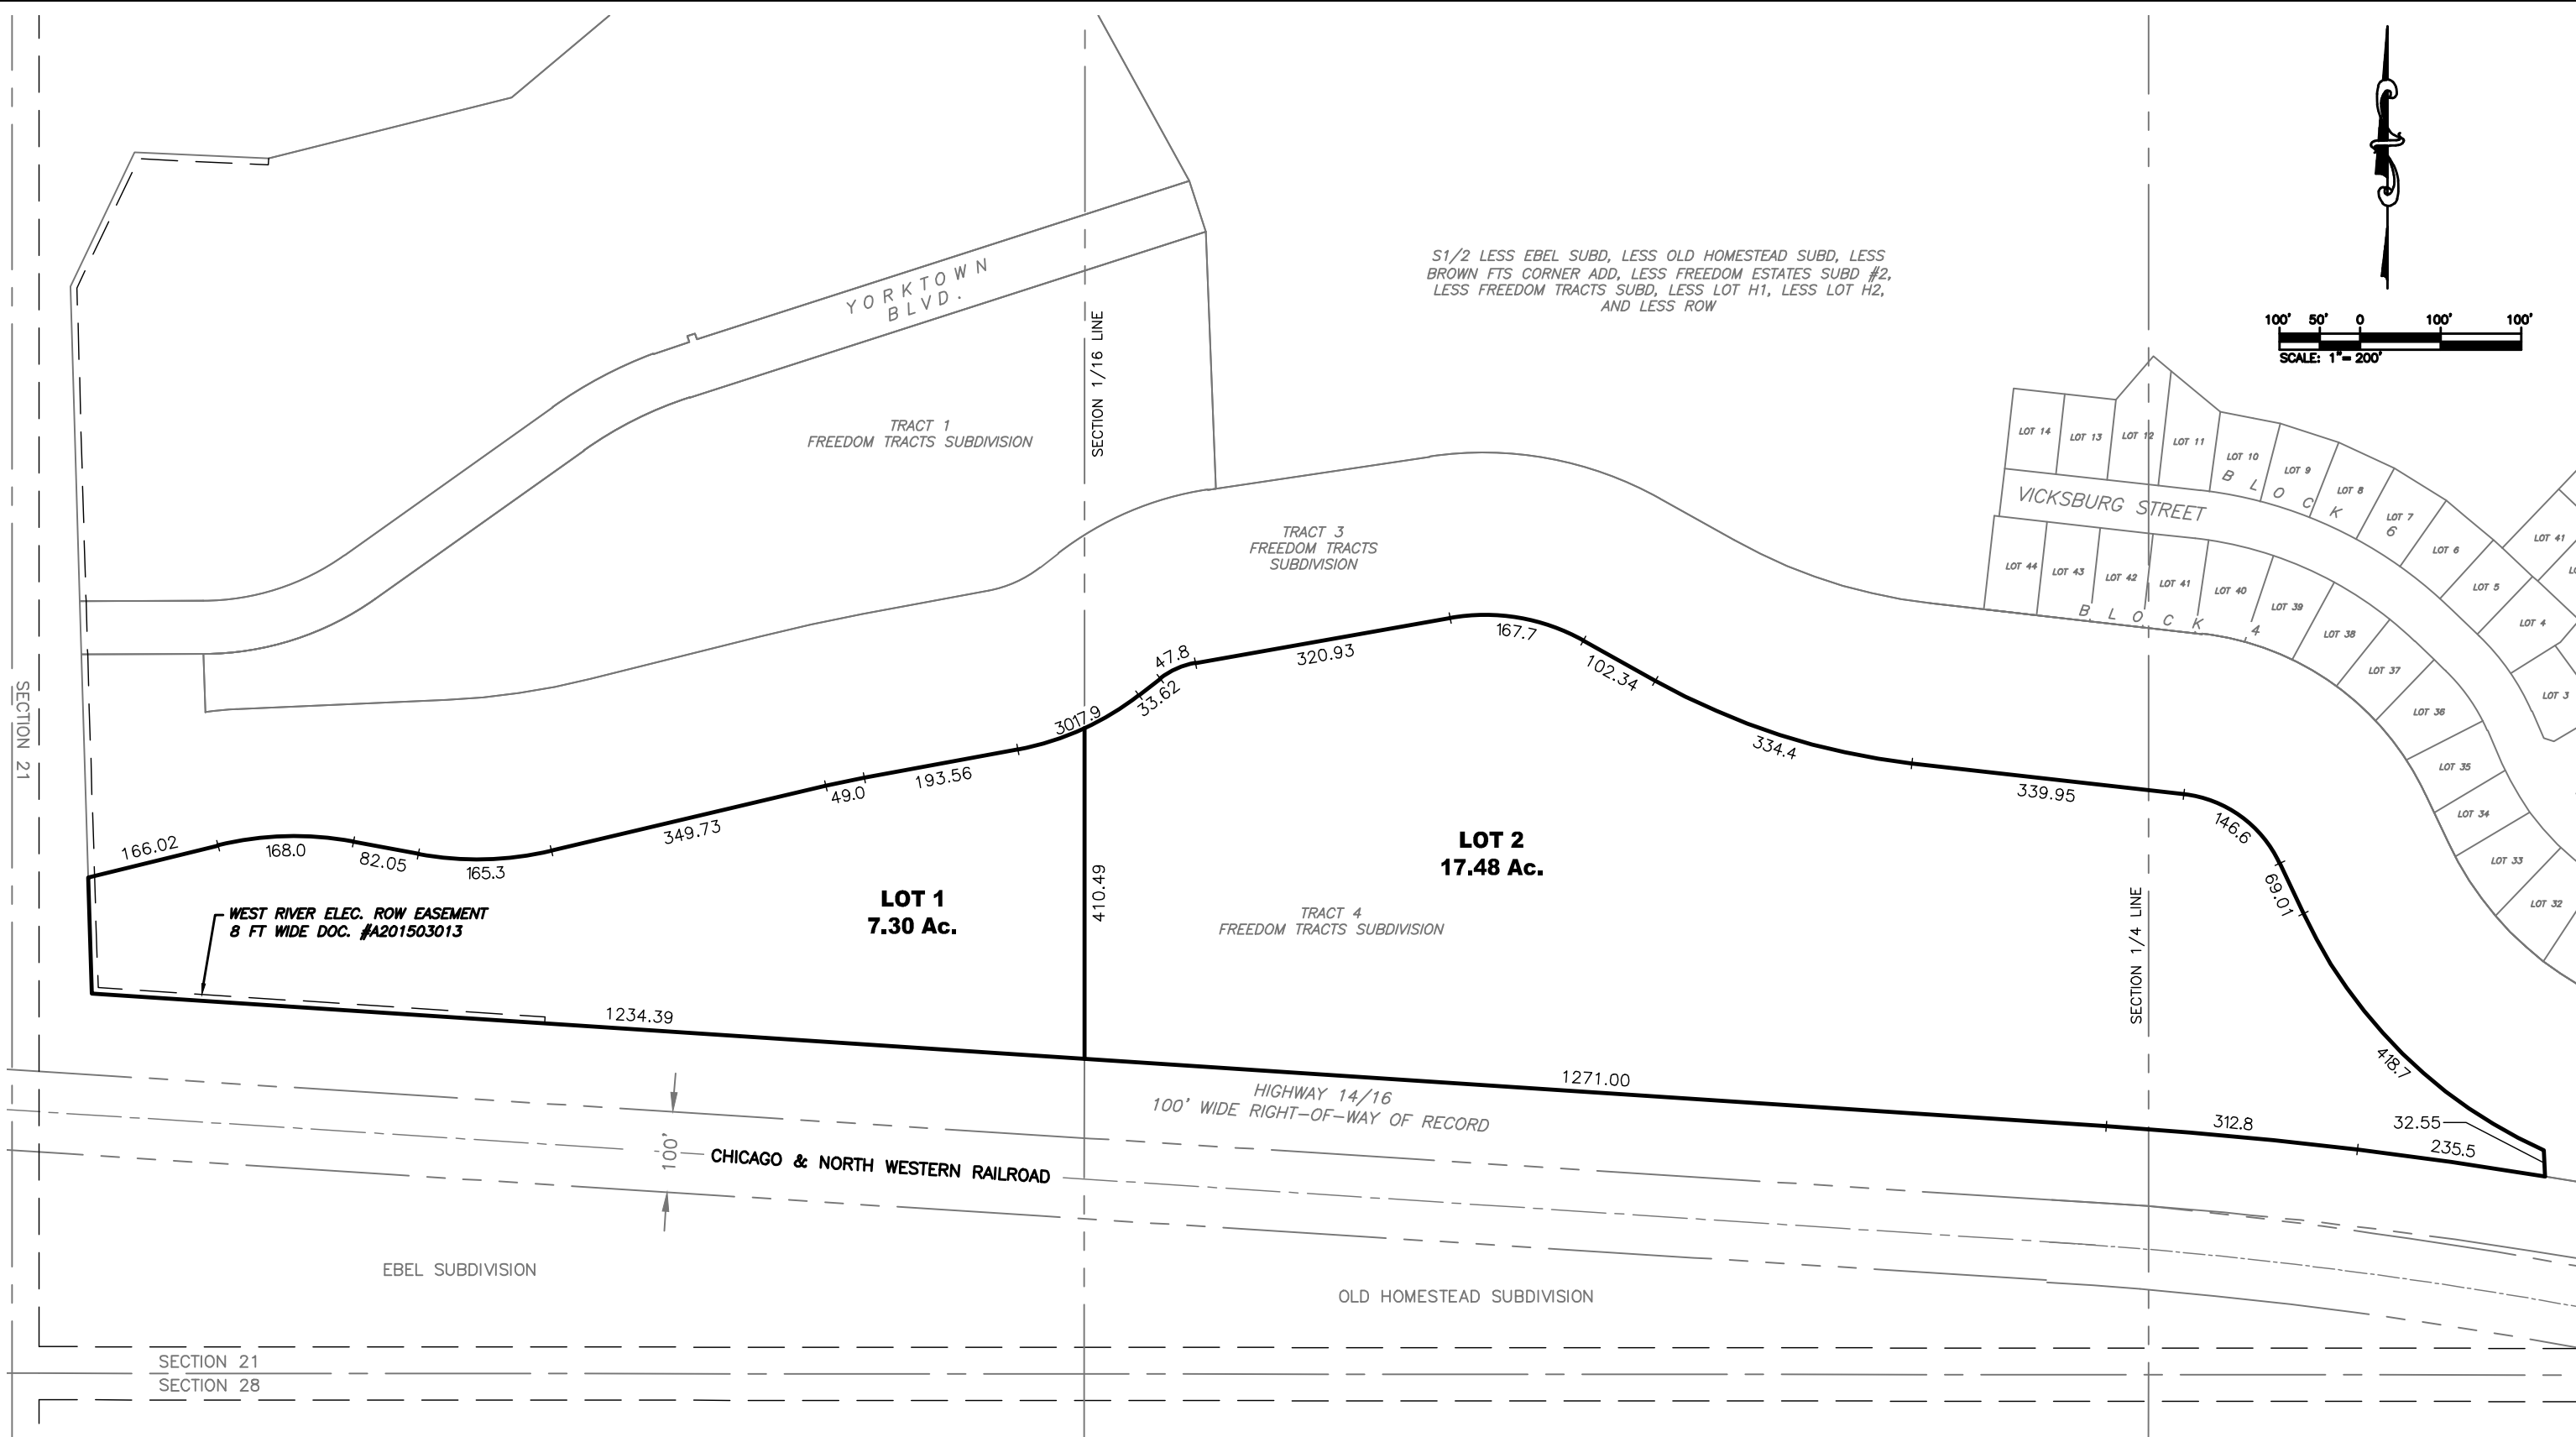 YORKTOWN
BLVD.
S1/2 LESS EBEL SUBD, LESS OLD HOMESTEAD SUBD, LESS
BROWN FTS CORNER ADD, LESS FREEDOM ESTATES SUBD #2,
LESS FREEDOM TRACTS SUBD, LESS LOT H1, LESS LOT H2,
AND LESS ROW
100' 50' 0 100' 100'
SCALE: 1"= 200'
SECTION 1/16 LINE
TRACT 1
FREEDOM TRACTS SUBDIVISION
TRACT 3
FREEDOM TRACTS
SUBDIVISION
LOT 14
LOT 13
LOT 12
LOT 11
LOT 10
LOT 9
LOT 8
LOT 7
LOT 6
LOT 5
LOT 4
LOT 3
BLOCK 6
LOT 41
VICKSBURG STREET
LOT 44
LOT 43
LOT 42
LOT 41
LOT 40
LOT 39
LOT 38
LOT 37
LOT 36
LOT 35
LOT 34
LOT 33
LOT 32
BLOCK 4
SECTION 21
166.02
168.0
82.05
165.3
349.73
49.0
193.56
3017.9
33.62
47.8
320.93
167.7
102.34
334.4
339.95
146.6
69.01
418.7
32.55
235.5
312.8
1271.00
410.49
1234.39
LOT 1
7.30 Ac.
LOT 2
17.48 Ac.
TRACT 4
FREEDOM TRACTS SUBDIVISION
SECTION 1/4 LINE
WEST RIVER ELEC. ROW EASEMENT
8 FT WIDE DOC. #A201503013
HIGHWAY 14/16
100' WIDE RIGHT-OF-WAY OF RECORD
100'
CHICAGO & NORTH WESTERN RAILROAD
EBEL SUBDIVISION
OLD HOMESTEAD SUBDIVISION
SECTION 21
SECTION 28